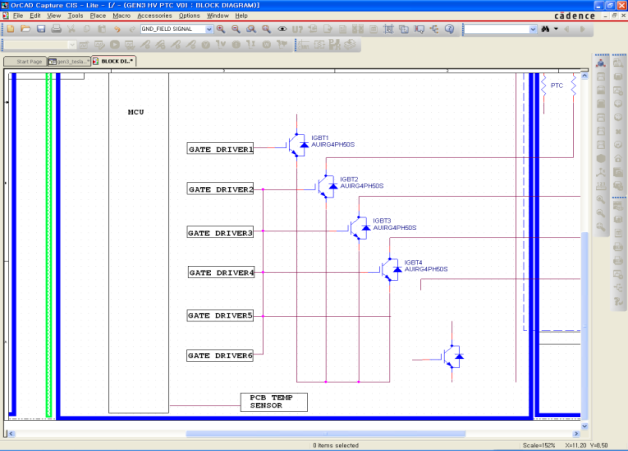 OrCAD Capture CIS - Lite - [/ - (GEN3 HV PTC V01 : BLOCK DIAGRAM)]
File Edit View Tools Place Macro Accessories Options Window Help
cādence
GND_FIELD SIGNAL
Start Page
BLOCK DI..*
PTC
MCU
IGBT1
AUIRG4PH50S
GATE DRIVER1
IGBT2
AUIRG4PH50S
GATE DRIVER2
IGBT3
AUIRG4PH50S
GATE DRIVER3
IGBT4
AUIRG4PH50S
GATE DRIVER4
GATE DRIVER5
GATE DRIVER6
PCB TEMP
SENSOR
0 items selected
Scale=152% X=11.20 Y=8.50